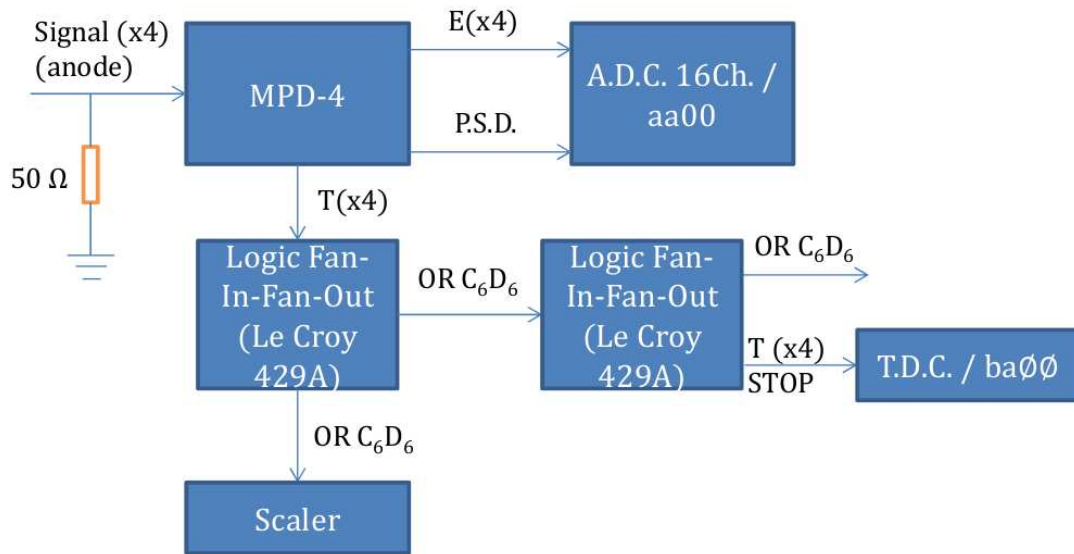 Signal (x4)
(anode)
50 Ω
MPD-4
E(x4)
P.S.D.
A.D.C. 16Ch. /
aa00
T(x4)
Logic Fan-
In-Fan-Out
(Le Croy
429A)
OR C₆D₆
Logic Fan-
In-Fan-Out
(Le Croy
429A)
OR C₆D₆
T (x4)
STOP
T.D.C. / ba∅∅
OR C₆D₆
Scaler